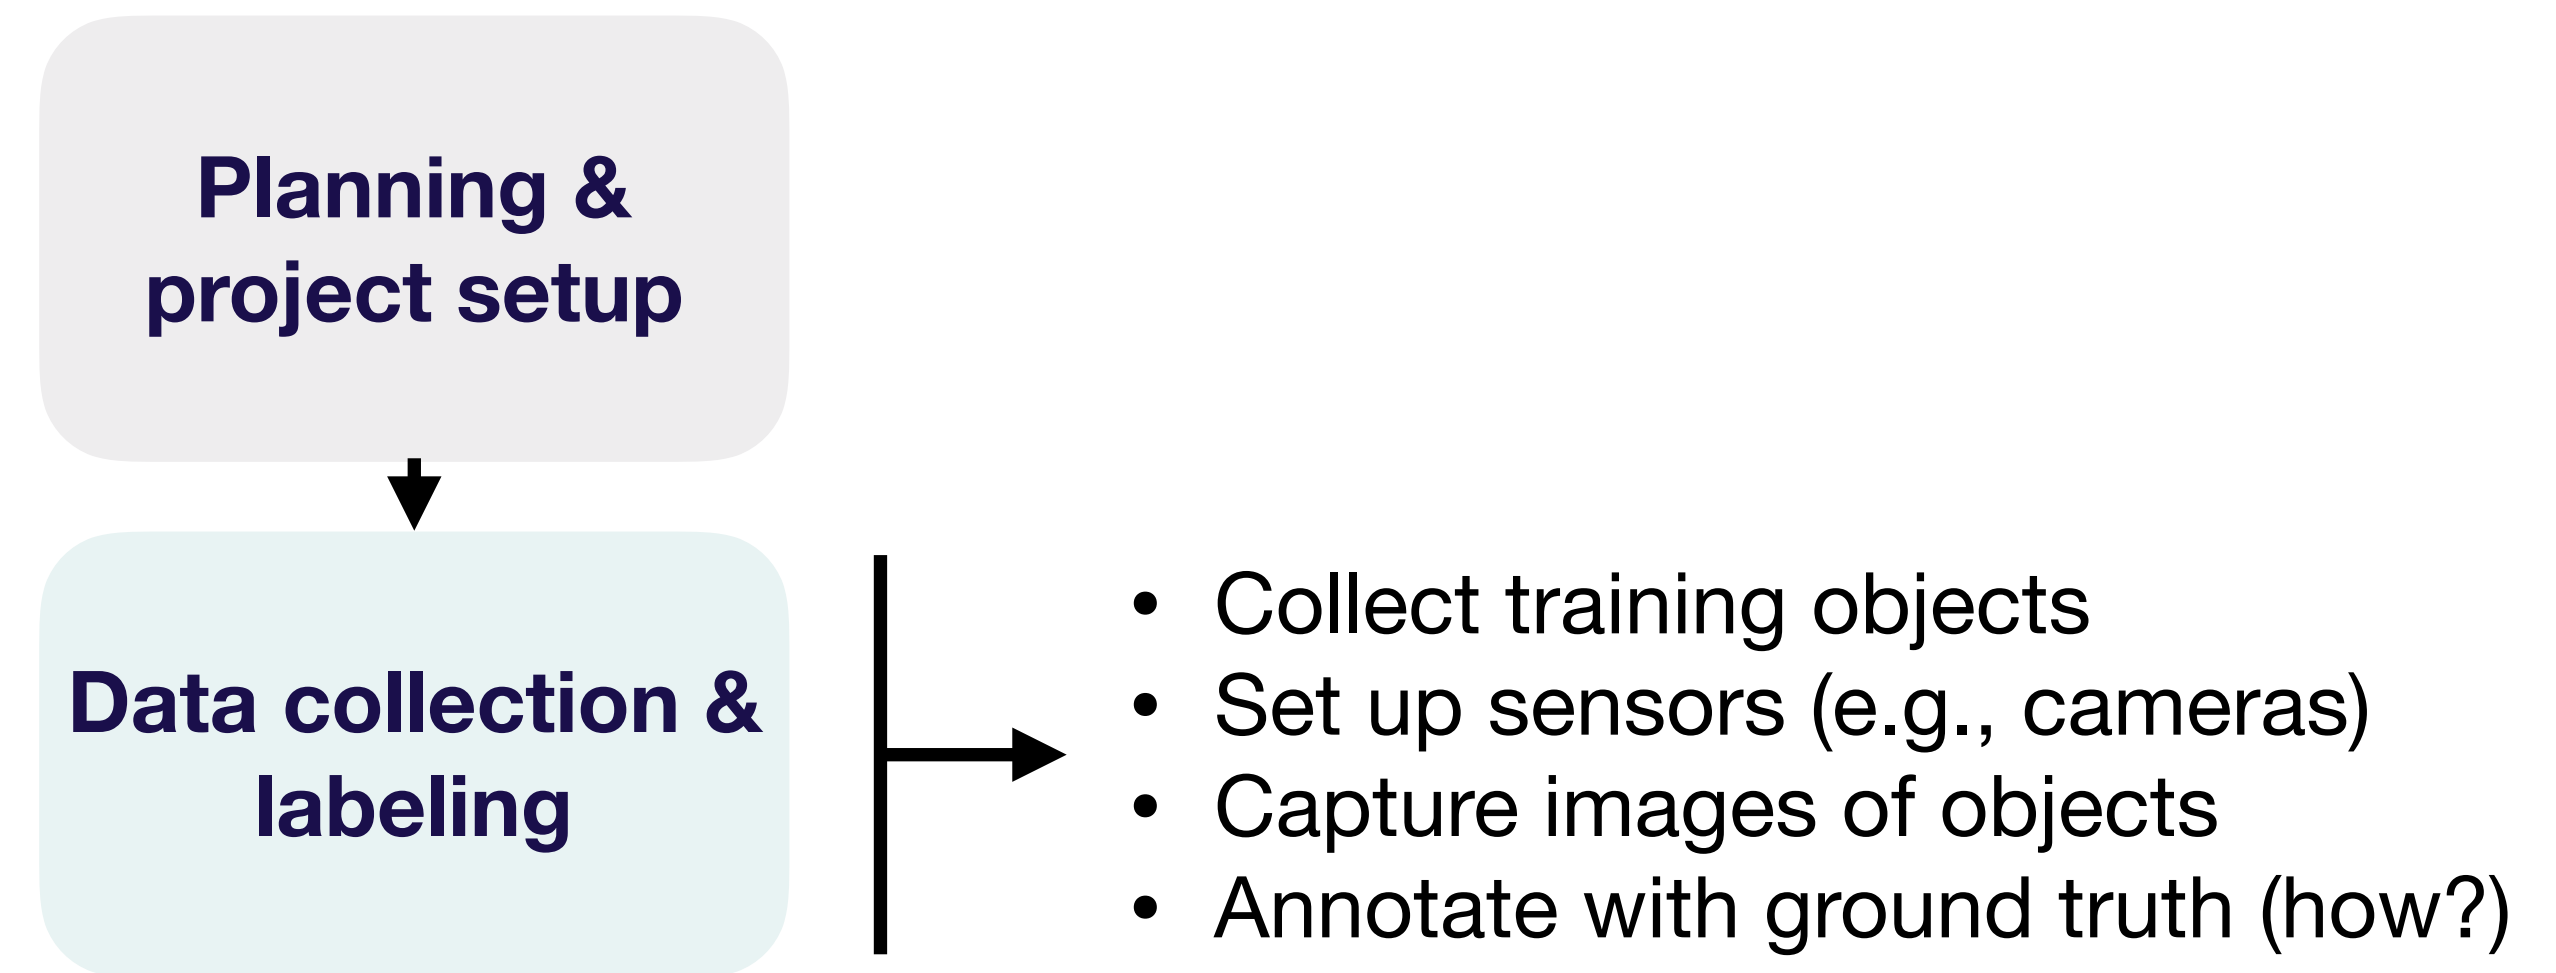 Planning &
project setup
Data collection &
labeling
• Collect training objects
• Set up sensors (e.g., cameras)
• Capture images of objects
• Annotate with ground truth (how?)